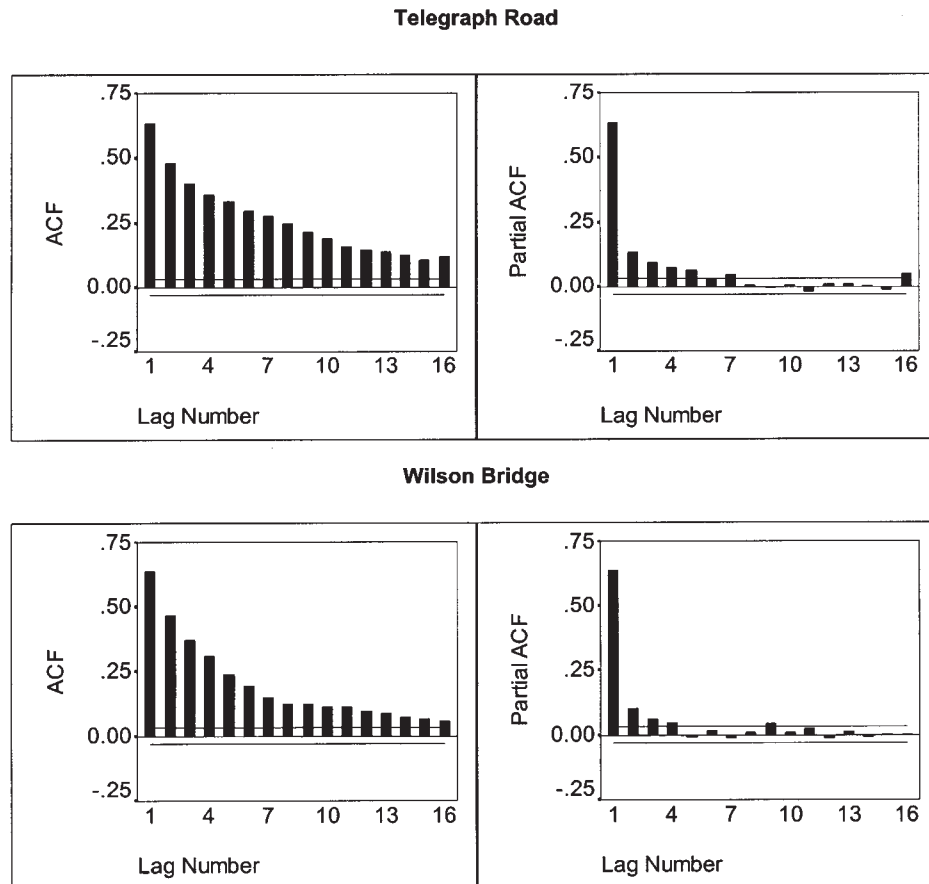 Telegraph Road
ACF
.75
.50
.25
0.00
-.25
1 4 7 10 13 16
Lag Number
Partial ACF
.75
.50
.25
0.00
-.25
1 4 7 10 13 16
Lag Number
Wilson Bridge
ACF
.75
.50
.25
0.00
-.25
1 4 7 10 13 16
Lag Number
Partial ACF
.75
.50
.25
0.00
-.25
1 4 7 10 13 16
Lag Number